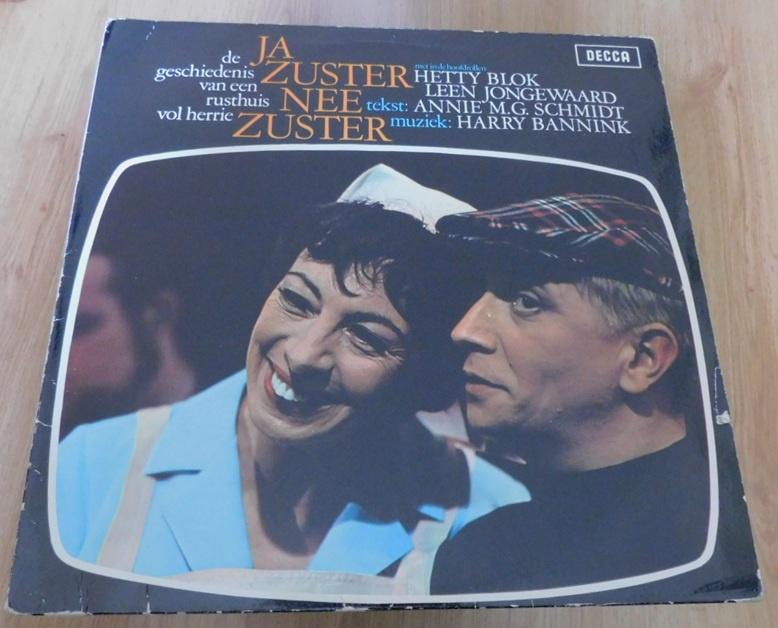 de
geschiedenis
van een
rusthuis
vol herrie
JA
ZUSTER
NEE
ZUSTER
met in de hoofdrollen
HETTY BLOK
LEEN JONGEWAARD
tekst: ANNIE M.G. SCHMIDT
muziek: HARRY BANNINK
DECCA